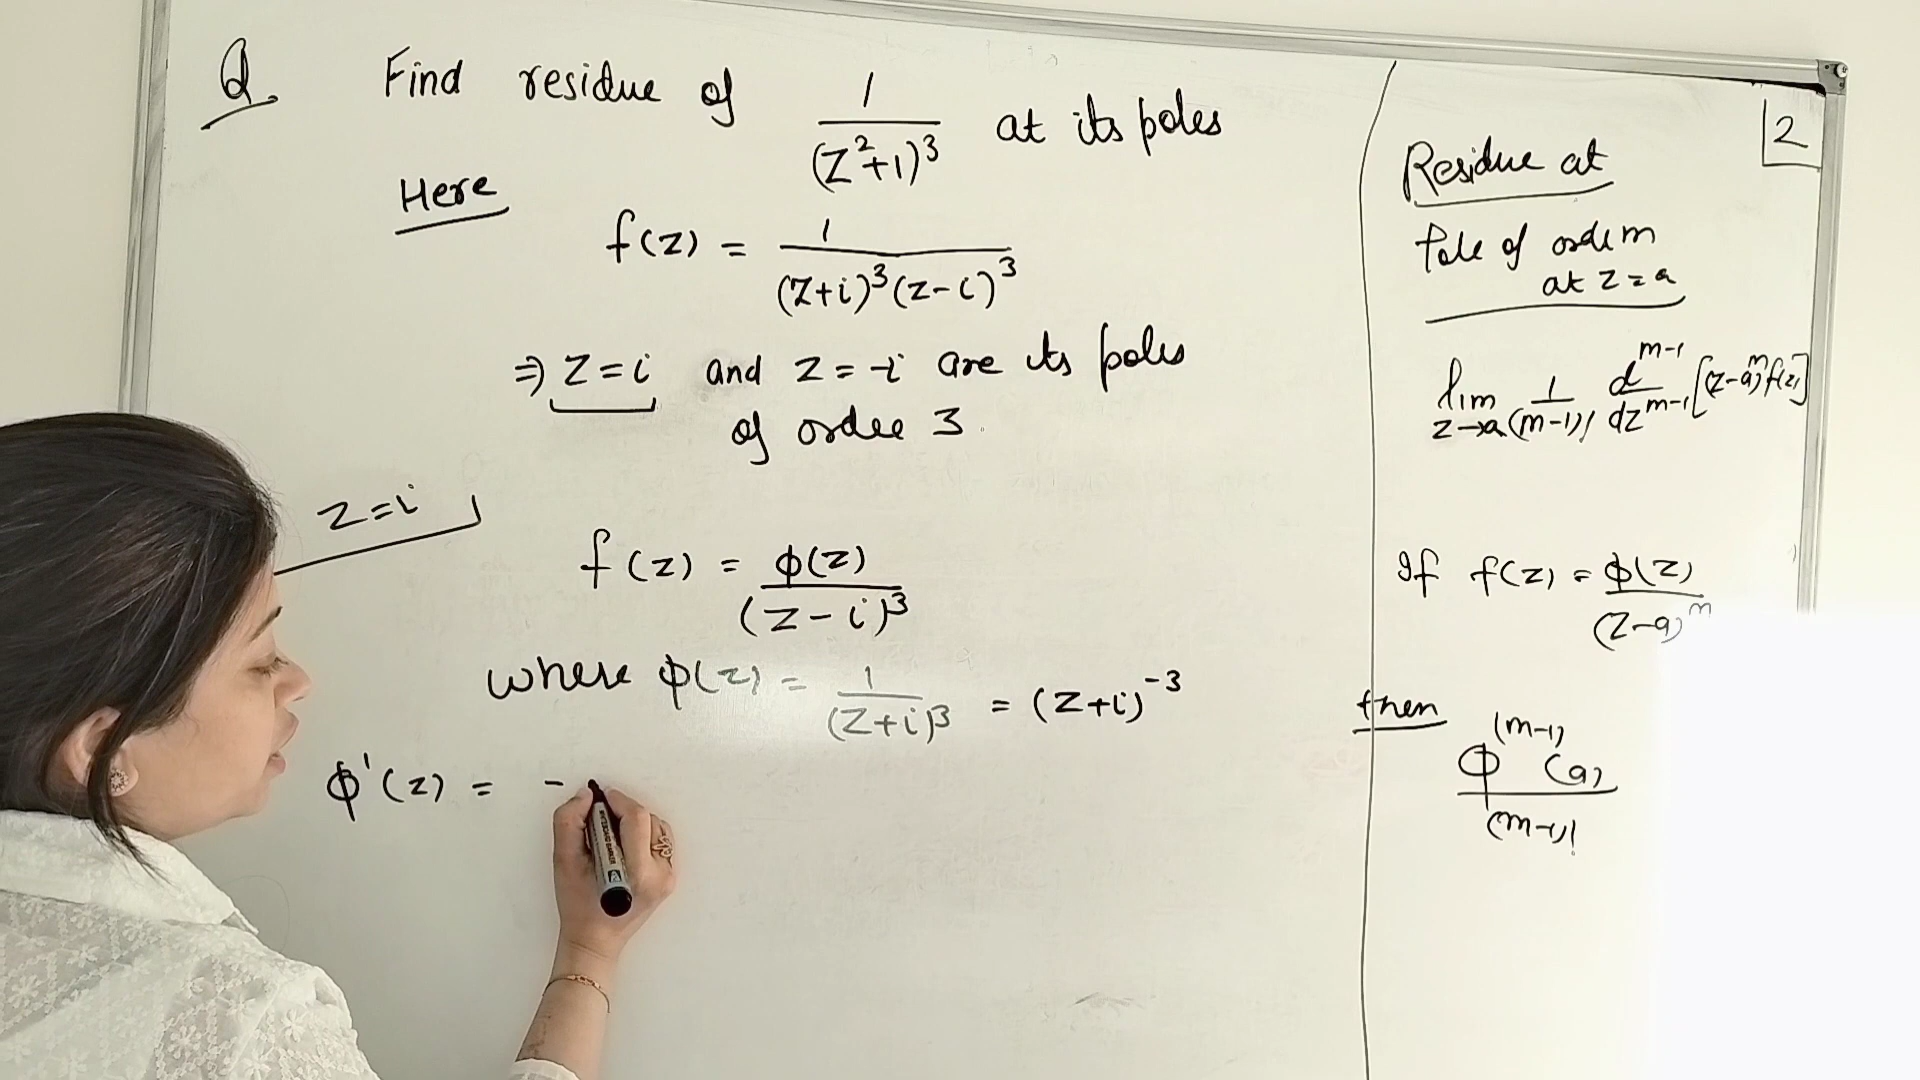 Q Find residue of 1/(z²+1)³ at its poles
Here
f(z) = 1/((z+i)³(z-i)³)
⇒ z=i and z=-i are its poles
of order 3.
z=i
f(z) = ϕ(z)/(z-i)³
where ϕ(z) = 1/(z+i)³ = (z+i)⁻³
ϕ'(z) = -
2
Residue at
Pole of order m
at z=a
lim z→a 1/(m-1)! d^(m-1)/dz^(m-1) [(z-a)^m f(z)]
If f(z) = ϕ(z)/(z-a)^m
then
ϕ^(m-1)(a)/(m-1)!